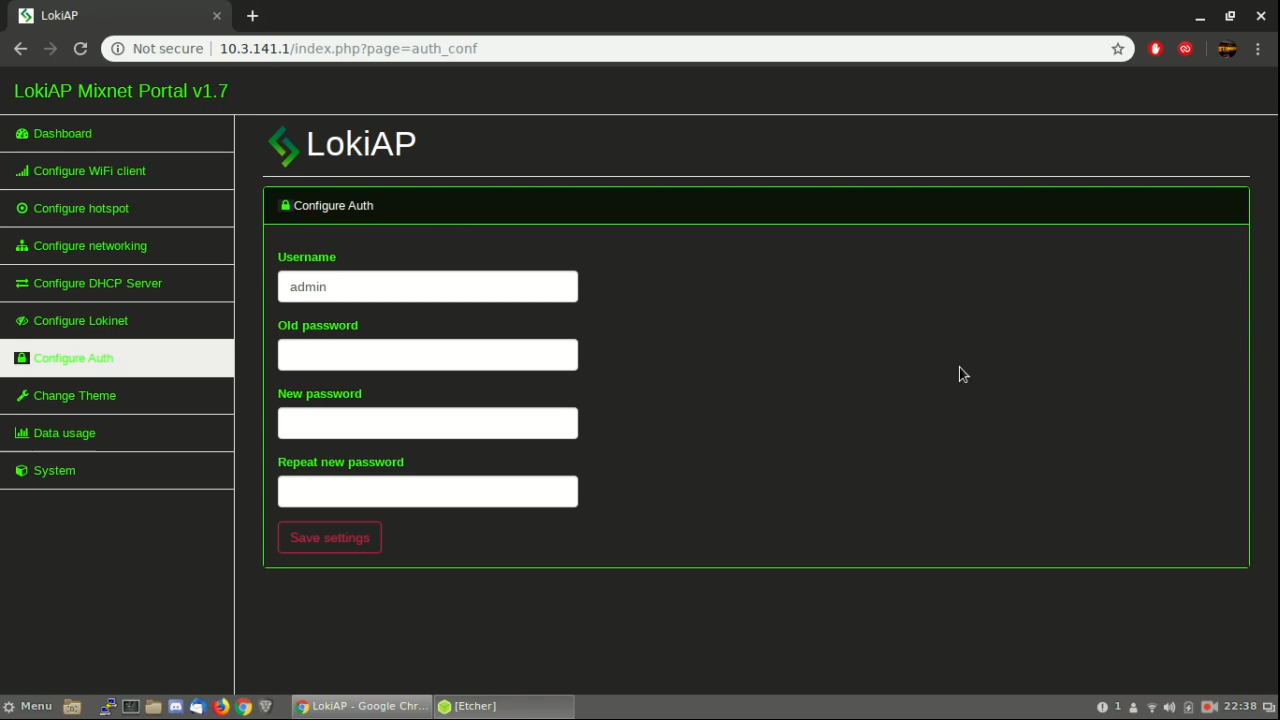 LokiAP
Not secure 10.3.141.1/index.php?page=auth_conf
LokiAP Mixnet Portal v1.7
Dashboard
Configure WiFi client
Configure hotspot
Configure networking
Configure DHCP Server
Configure Lokinet
Configure Auth
Change Theme
Data usage
System
LokiAP
Configure Auth
Username
admin
Old password
New password
Repeat new password
Save settings
Menu
LokiAP - Google Chr...
[Etcher]
1
22:38